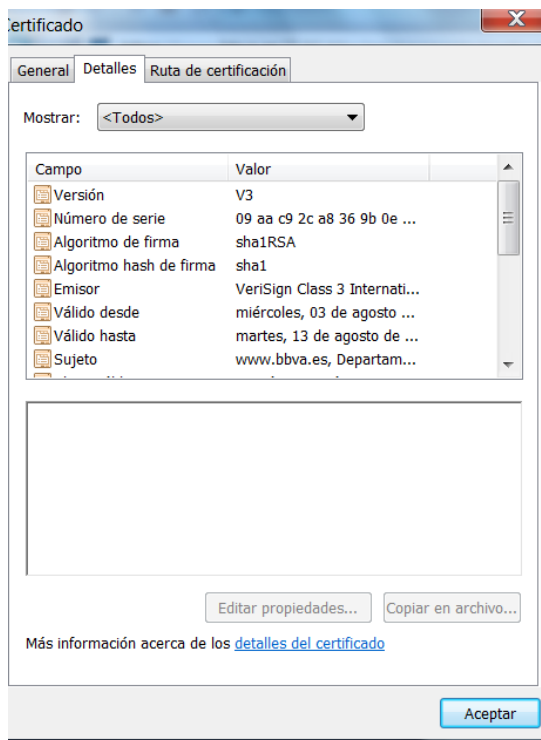 Certificado
General Detalles Ruta de certificación
Mostrar: <Todos>
Campo Valor
Versión V3
Número de serie 09 aa c9 2c a8 36 9b 0e ...
Algoritmo de firma sha1RSA
Algoritmo hash de firma sha1
Emisor VeriSign Class 3 Internati...
Válido desde miércoles, 03 de agosto ...
Válido hasta martes, 13 de agosto de ...
Sujeto www.bbva.es, Departam...
Editar propiedades... Copiar en archivo...
Más información acerca de los detalles del certificado
Aceptar